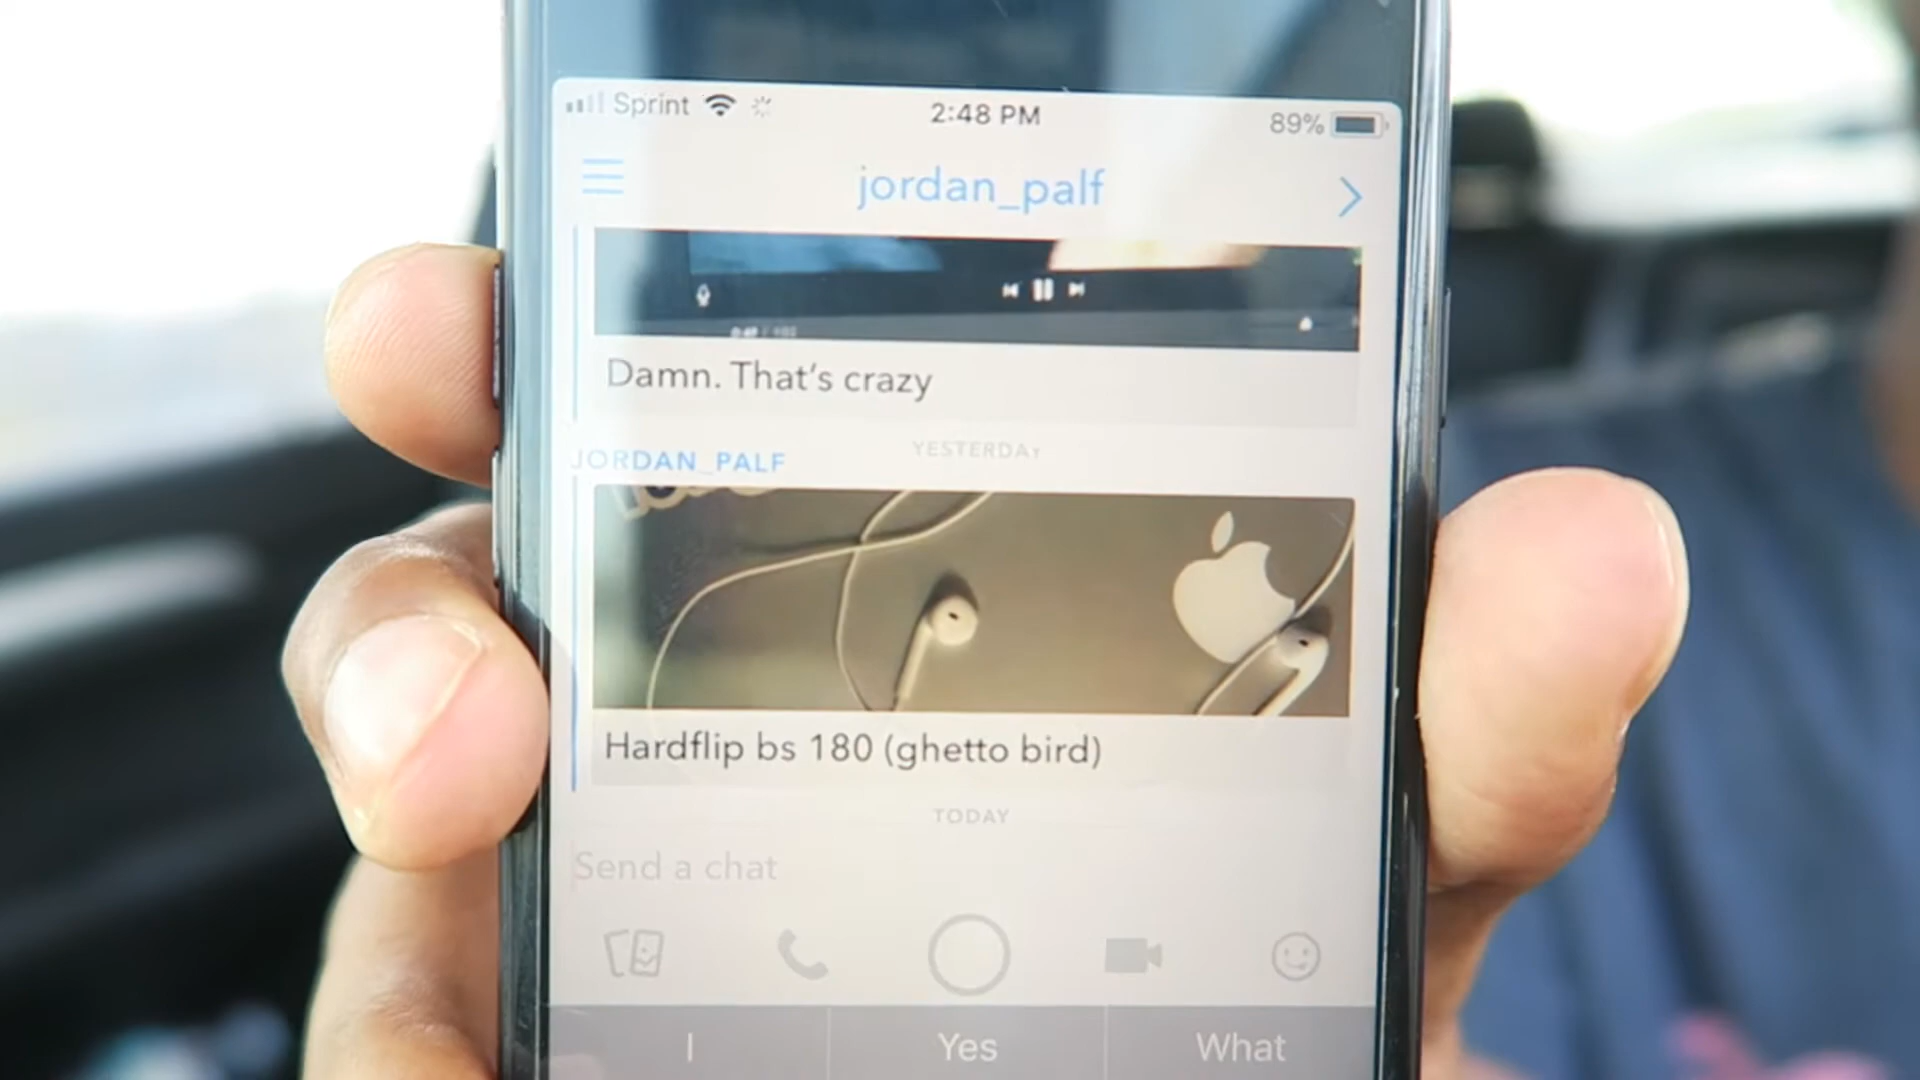 Sprint 2:48 PM 89%
jordan_palf
Damn. That's crazy
YESTERDAY
JORDAN_PALF
Hardflip bs 180 (ghetto bird)
TODAY
Send a chat
I Yes What